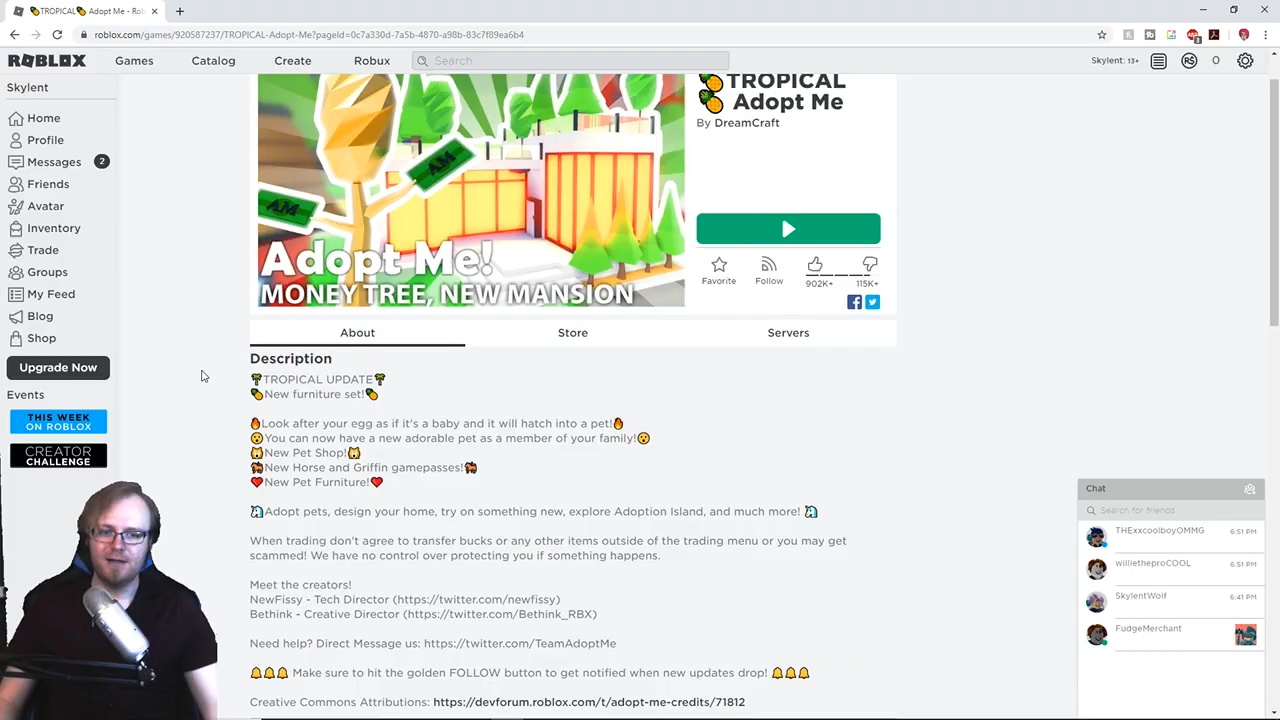 🍍TROPICAL🍍 Adopt Me - Rob
roblox.com/games/920587237/TROPICAL-Adopt-Me?pageId=0c7a330d-7a5b-4870-a98b-83c7f89ea6b4
ROBLOX
Games
Catalog
Create
Robux
Search
Skylent: 13+
0
Skylent
Home
Profile
Messages
2
Friends
Avatar
Inventory
Trade
Groups
My Feed
Blog
Shop
Upgrade Now
Events
THIS WEEK
ON ROBLOX
CREATOR
CHALLENGE
AM
AM
Adopt Me!
MONEY TREE, NEW MANSION
🍍TROPICAL
🍍 Adopt Me
By DreamCraft
Favorite
Follow
902K+
115K+
About
Store
Servers
Description
🌴TROPICAL UPDATE🌴
🍍New furniture set!🍍
🔥Look after your egg as if it's a baby and it will hatch into a pet!🔥
😮You can now have a new adorable pet as a member of your family!😮
🐱New Pet Shop!🐱
🐎New Horse and Griffin gamepasses!🐎
❤️New Pet Furniture!❤️
🦄Adopt pets, design your home, try on something new, explore Adoption Island, and much more! 🦄
When trading don't agree to transfer bucks or any other items outside of the trading menu or you may get
scammed! We have no control over protecting you if something happens.
Meet the creators!
NewFissy - Tech Director (https://twitter.com/newfissy)
Bethink - Creative Director (https://twitter.com/Bethink_RBX)
Need help? Direct Message us: https://twitter.com/TeamAdoptMe
🔔🔔🔔 Make sure to hit the golden FOLLOW button to get notified when new updates drop! 🔔🔔🔔
Creative Commons Attributions: https://devforum.roblox.com/t/adopt-me-credits/71812
Chat
Search for friends
THExxcoolboyOMMG
6:51 PM
willietheproCOOL
6:51 PM
SkylentWolf
6:41 PM
FudgeMerchant